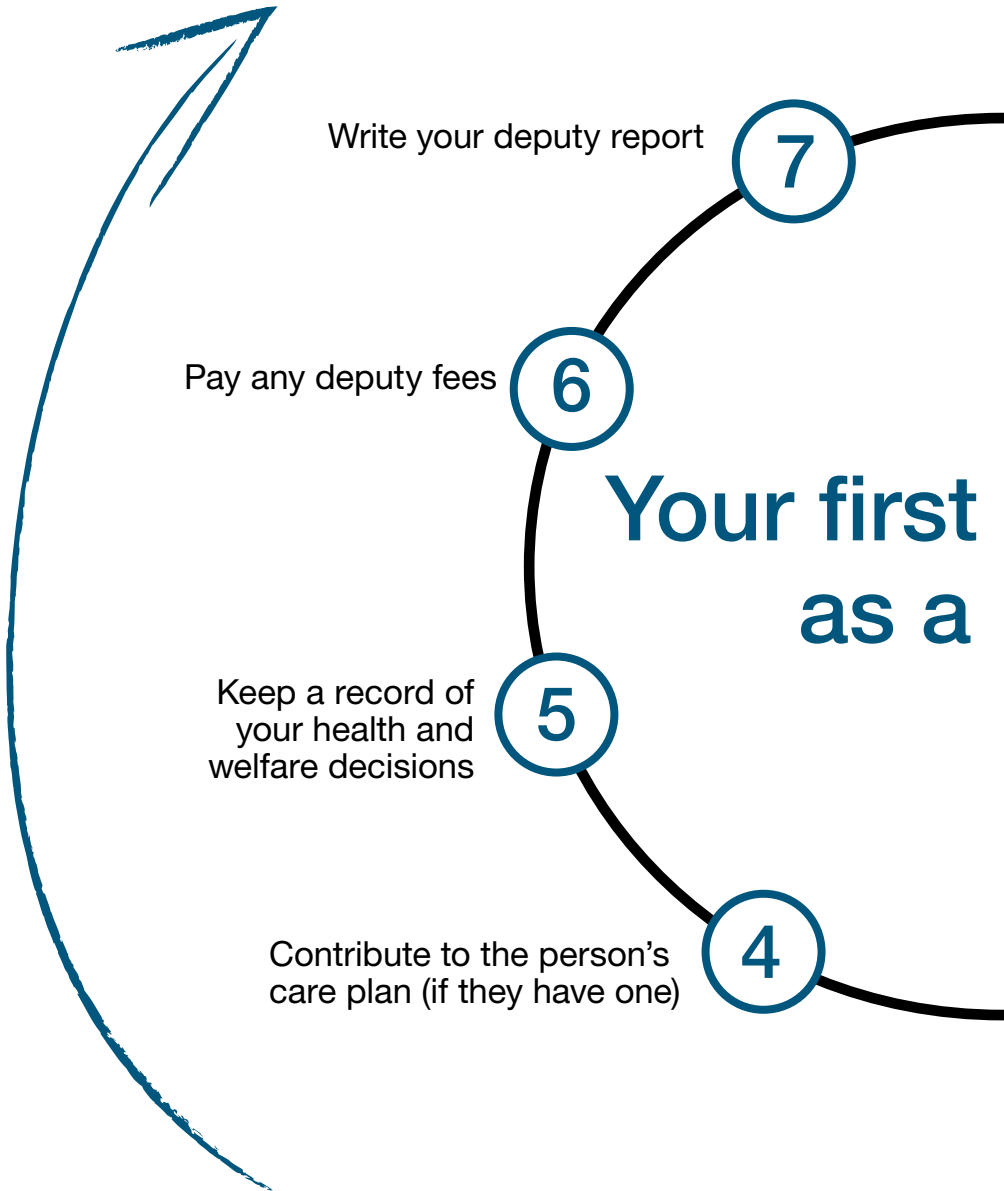 Write your deputy report
7
Pay any deputy fees
6
Your first
as a
Keep a record of
your health and
welfare decisions
5
Contribute to the person’s
care plan (if they have one)
4